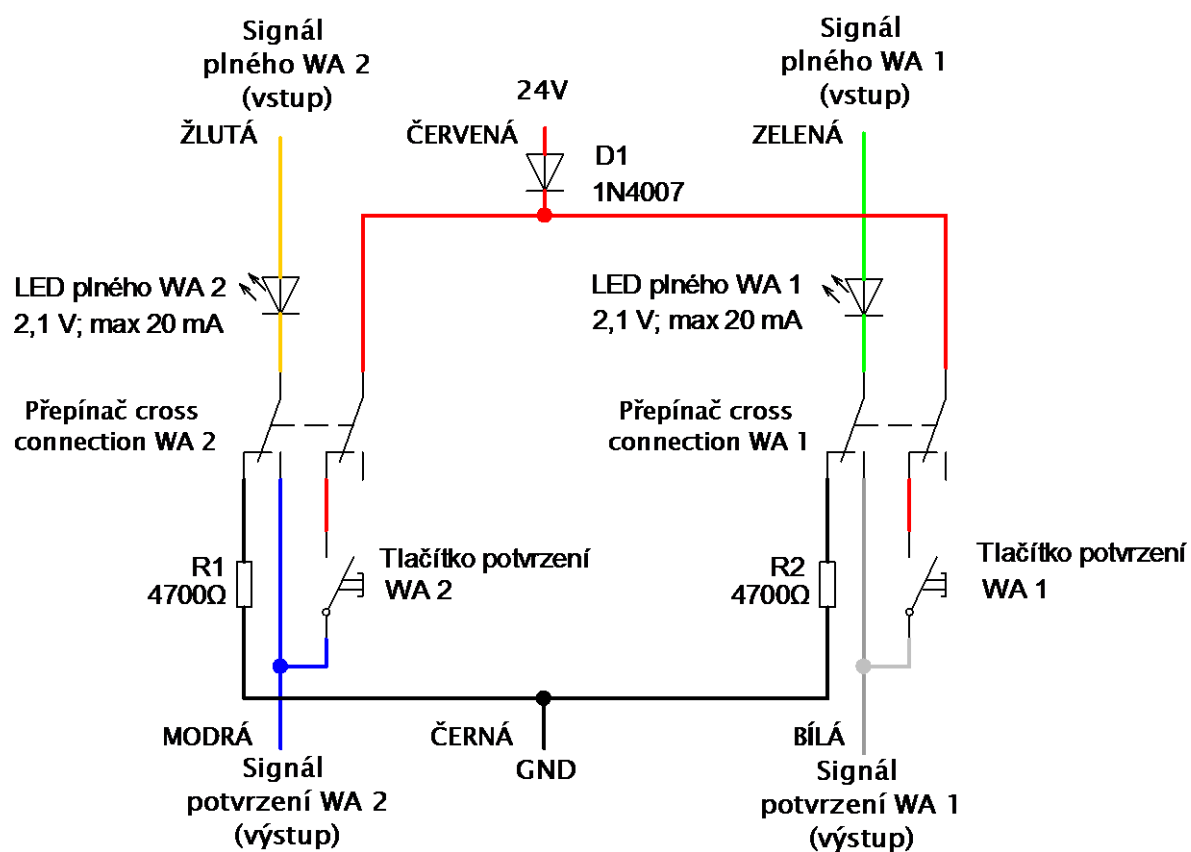 Signál
plného WA 2
(vstup)
ŽLUTÁ
24V
ČERVENÁ
D1
1N4007
Signál
plného WA 1
(vstup)
ZELENÁ
LED plného WA 2
2,1 V; max 20 mA
LED plného WA 1
2,1 V; max 20 mA
Přepínač cross
connection WA 2
Přepínač cross
connection WA 1
R1
4700Ω
Tlačítko potvrzení
WA 2
R2
4700Ω
Tlačítko potvrzení
WA 1
MODRÁ
Signál
potvrzení WA 2
(výstup)
ČERNÁ
GND
BÍLÁ
Signál
potvrzení WA 1
(výstup)